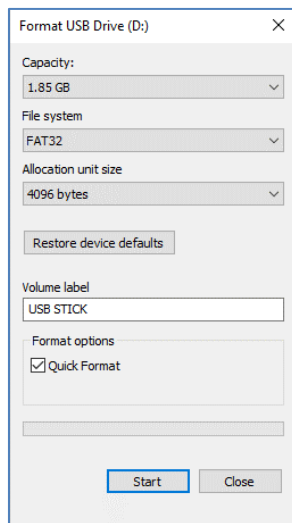 Format USB Drive (D:)
Capacity:
1.85 GB
File system
FAT32
Allocation unit size
4096 bytes
Restore device defaults
Volume label
USB STICK
Format options
Quick Format
Start
Close